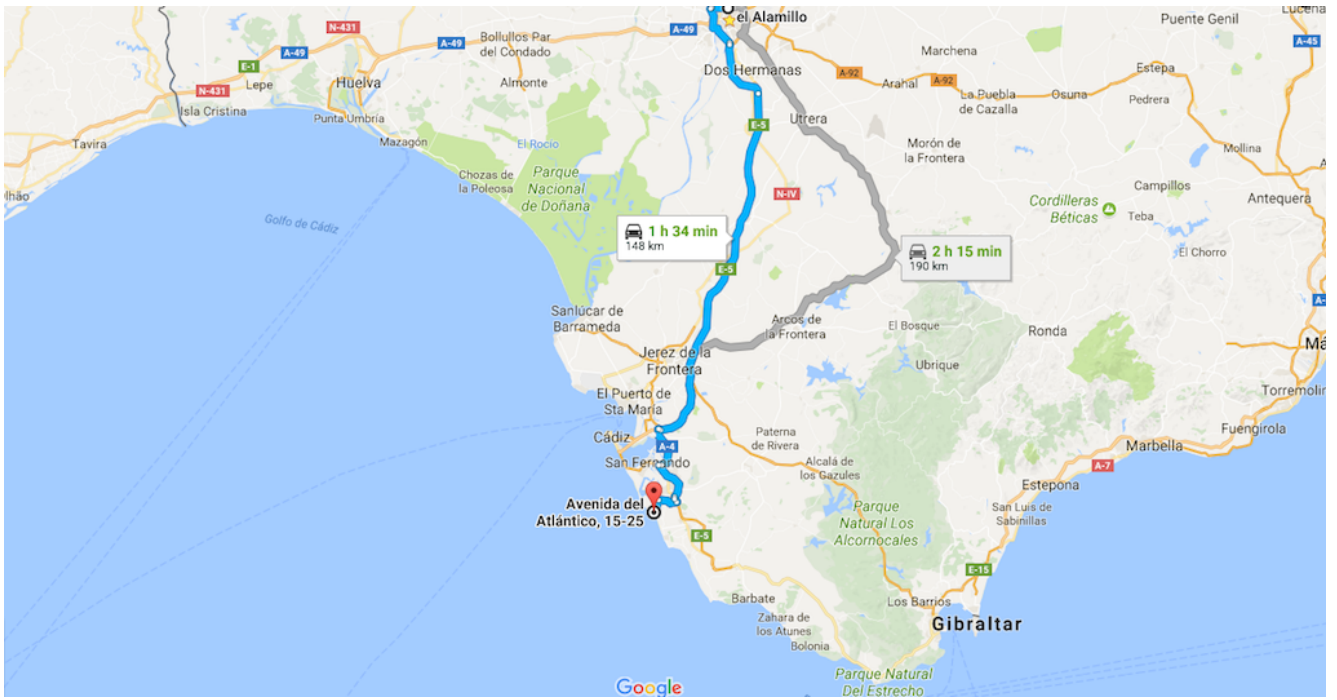 el Alamillo
Puente Genil
Lucena
N-431
A-49
A-49
A-45
Bollullos Par
del Condado
Marchena
A-49
E-1
Lepe
Huelva
Almonte
Dos Hermanas
A-92
Arahal
A-92
Estepa
N-431
Isla Cristina
Punta Umbría
La Puebla
de Cazalla
Osuna
Pedrera
Tavira
Mazagón
El Rocío
E-5
Utrera
Morón de
la Frontera
Mollina
Chozas de
la Poleosa
Parque
Nacional
de Doñana
N-IV
Cordilleras
Béticas
Campillos
Teba
Antequera
lhão
Golfo de Cádiz
1 h 34 min
148 km
2 h 15 min
190 km
El Chorro
E-5
Sanlúcar de
Barrameda
Arcos de
la Frontera
El Bosque
Ronda
A-
Má
Jerez de la
Frontera
Ubrique
Torremolin
El Puerto de
Sta María
Cádiz
A-4
Paterna
de Rivera
Fuengirola
Marbella
San Fernando
Alcalá de
los Gazules
A-7
Estepona
Avenida del
Atlántico, 15-25
Parque
Natural Los
Alcornocales
San Luis de
Sabinillas
E-5
E-15
Barbate
Los Barrios
Zahara de
los Atunes
Gibraltar
Bolonia
Parque Natural
Del Estrecho
Google